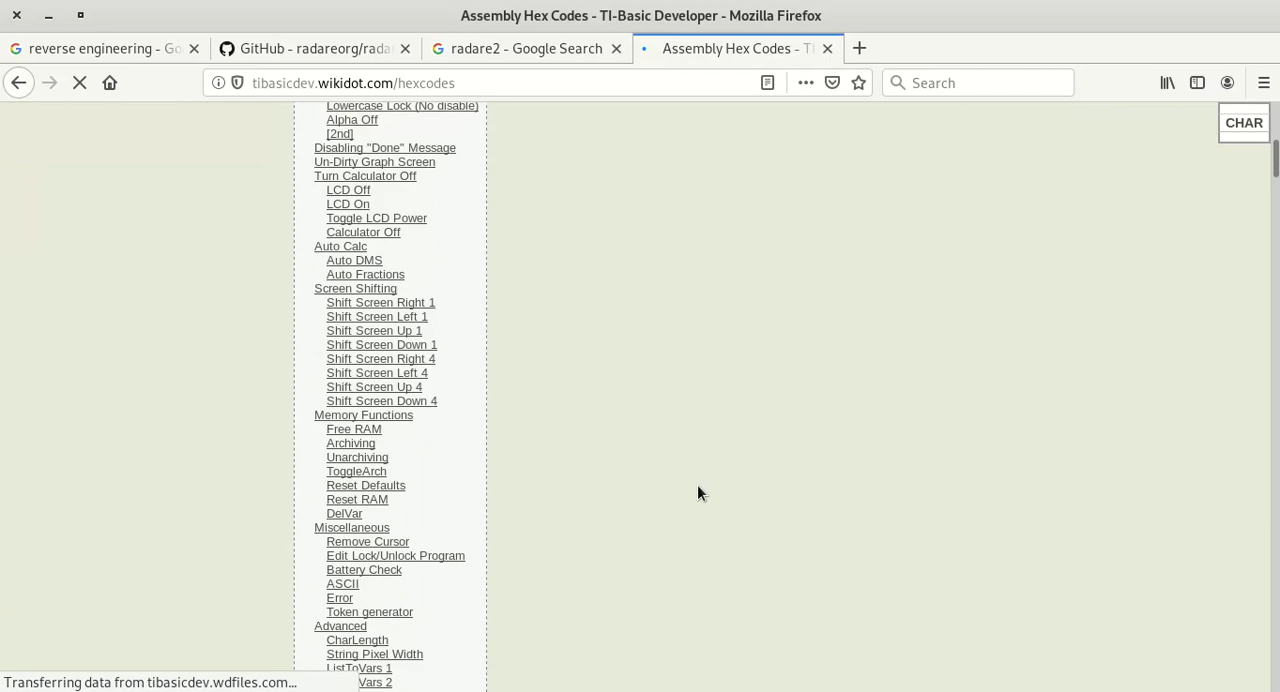 Assembly Hex Codes - TI-Basic Developer - Mozilla Firefox
reverse engineering - Go
GitHub - radareorg/rada
radare2 - Google Search
Assembly Hex Codes - TI
tibasicdev.wikidot.com/hexcodes
Search
CHAR
Lowercase Lock (No disable)
Alpha Off
[2nd]
Disabling "Done" Message
Un-Dirty Graph Screen
Turn Calculator Off
LCD Off
LCD On
Toggle LCD Power
Calculator Off
Auto Calc
Auto DMS
Auto Fractions
Screen Shifting
Shift Screen Right 1
Shift Screen Left 1
Shift Screen Up 1
Shift Screen Down 1
Shift Screen Right 4
Shift Screen Left 4
Shift Screen Up 4
Shift Screen Down 4
Memory Functions
Free RAM
Archiving
Unarchiving
ToggleArch
Reset Defaults
Reset RAM
DelVar
Miscellaneous
Remove Cursor
Edit Lock/Unlock Program
Battery Check
ASCII
Error
Token generator
Advanced
CharLength
String Pixel Width
ListToVars 1
Vars 2
Transferring data from tibasicdev.wdfiles.com...